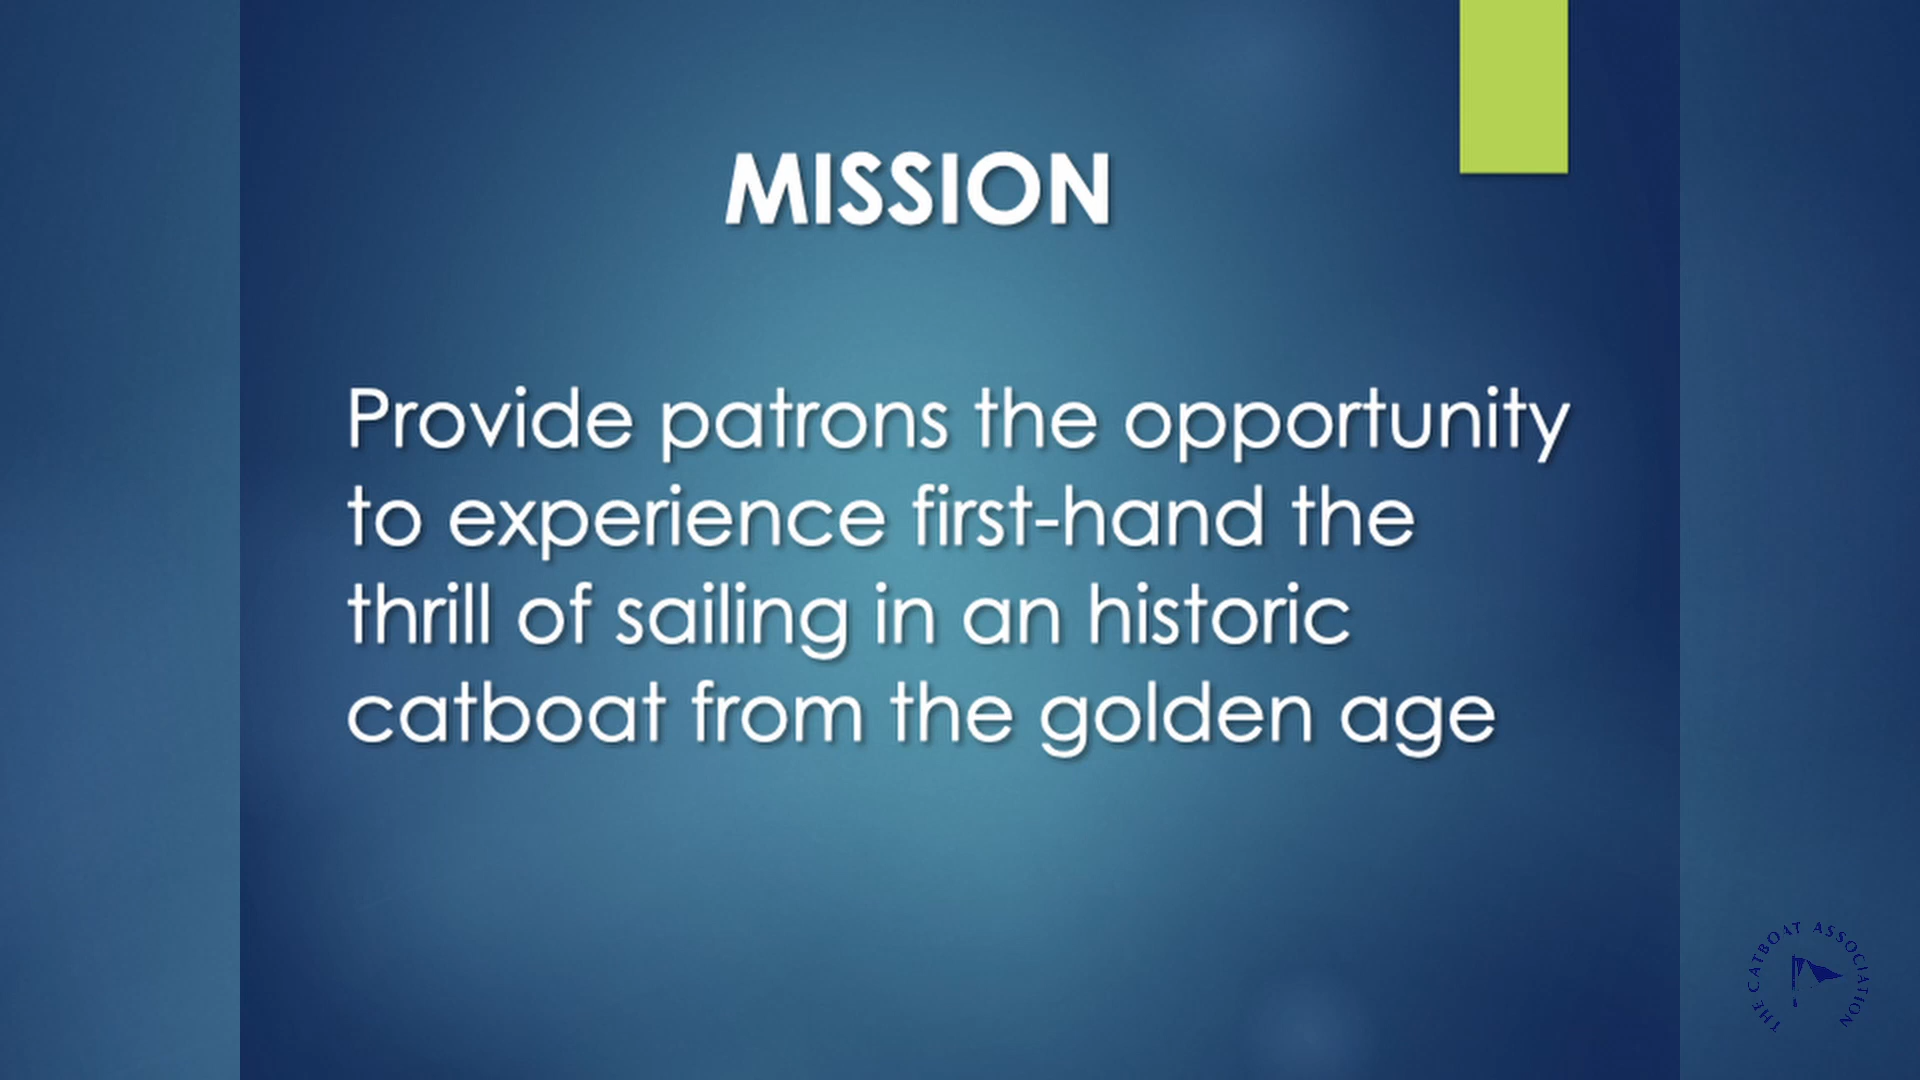 MISSION
Provide patrons the opportunity
to experience first-hand the
thrill of sailing in an historic
catboat from the golden age
THE CATBOAT ASSOCIATION